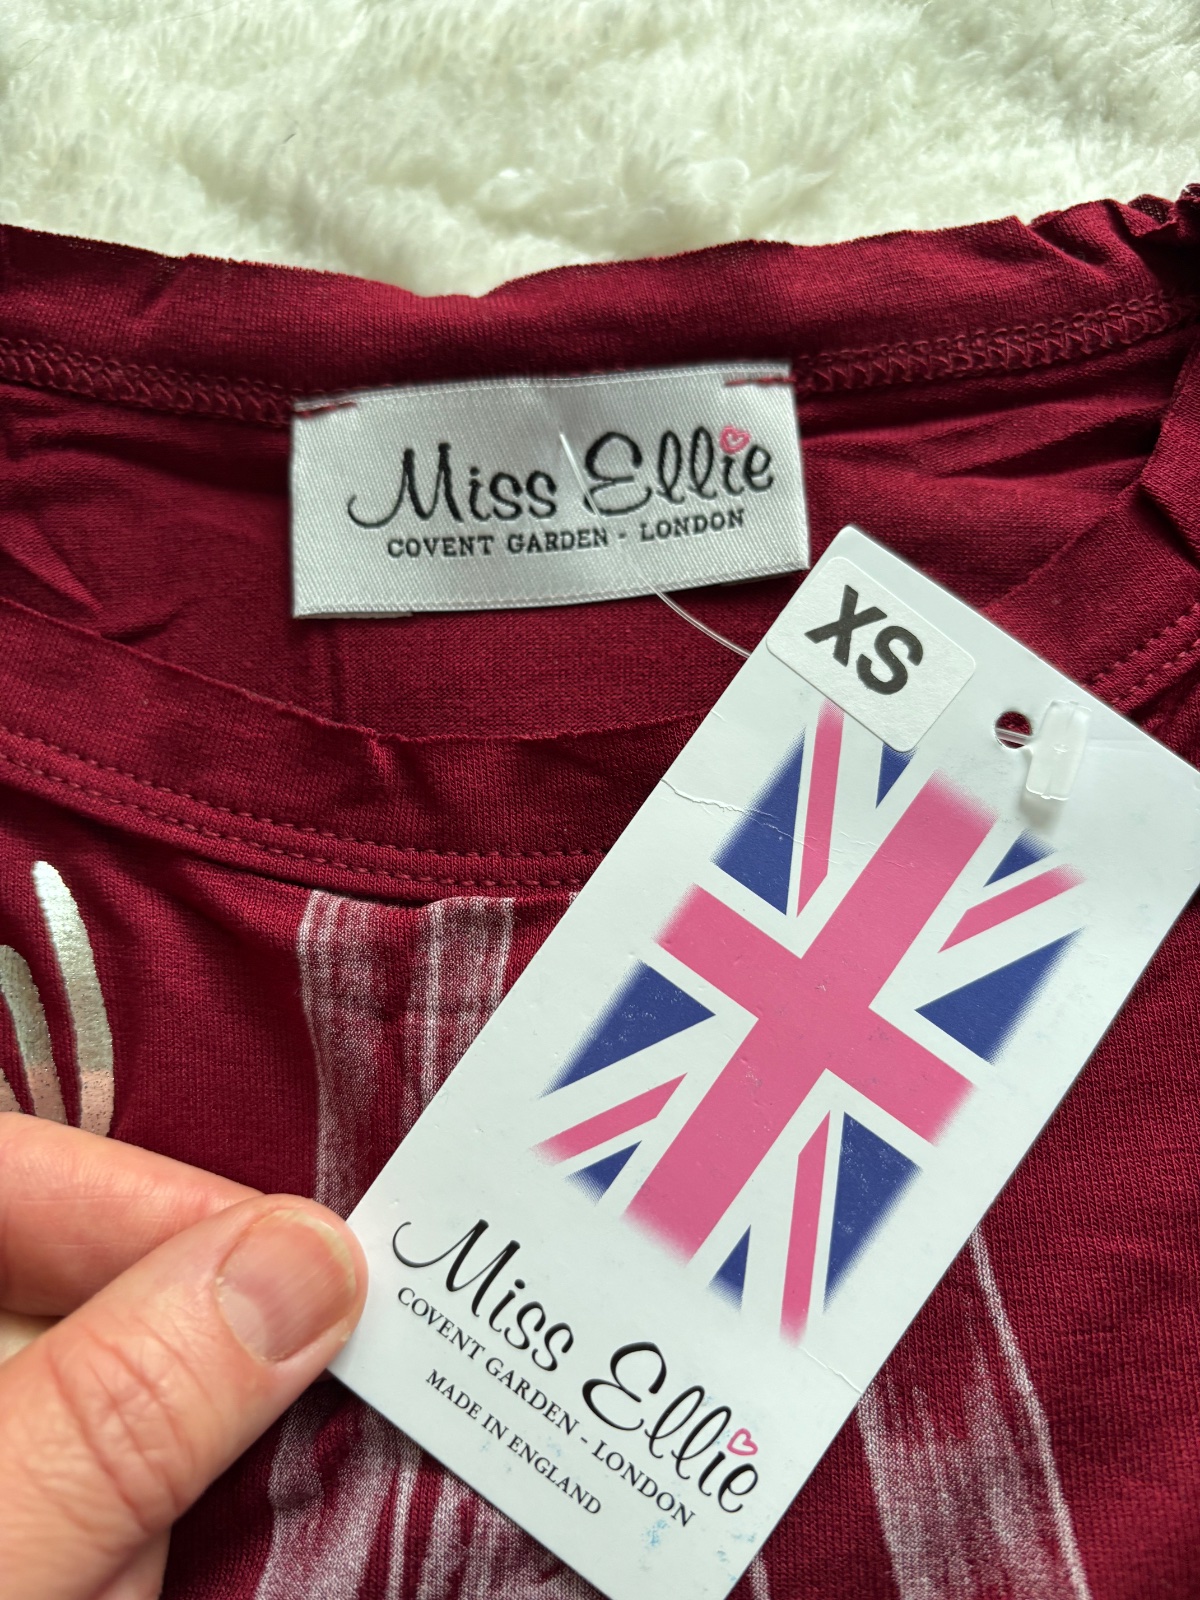 Miss Ellie
COVENT GARDEN - LONDON
XS
Miss Ellie
COVENT GARDEN - LONDON
MADE IN ENGLAND